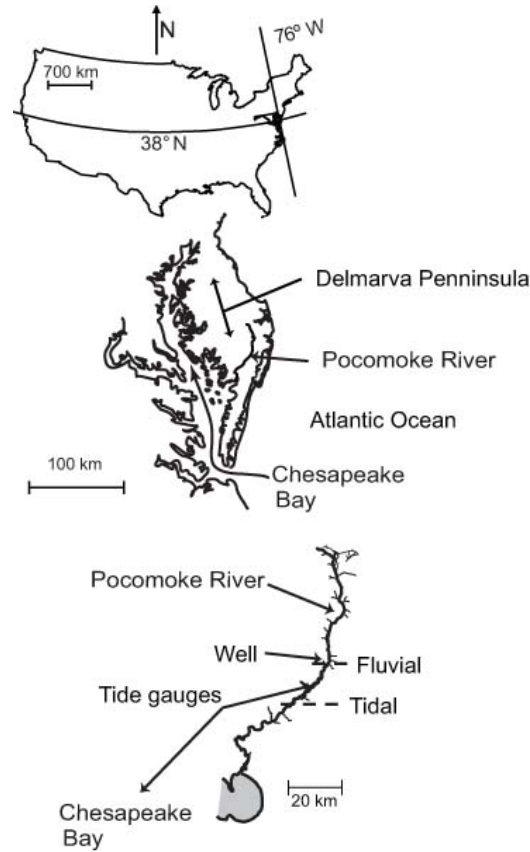 N
76° W
700 km
38° N
Delmarva Penninsula
Pocomoke River
Atlantic Ocean
100 km
Chesapeake
Bay
Pocomoke River
Well
Fluvial
Tide gauges
Tidal
20 km
Chesapeake
Bay